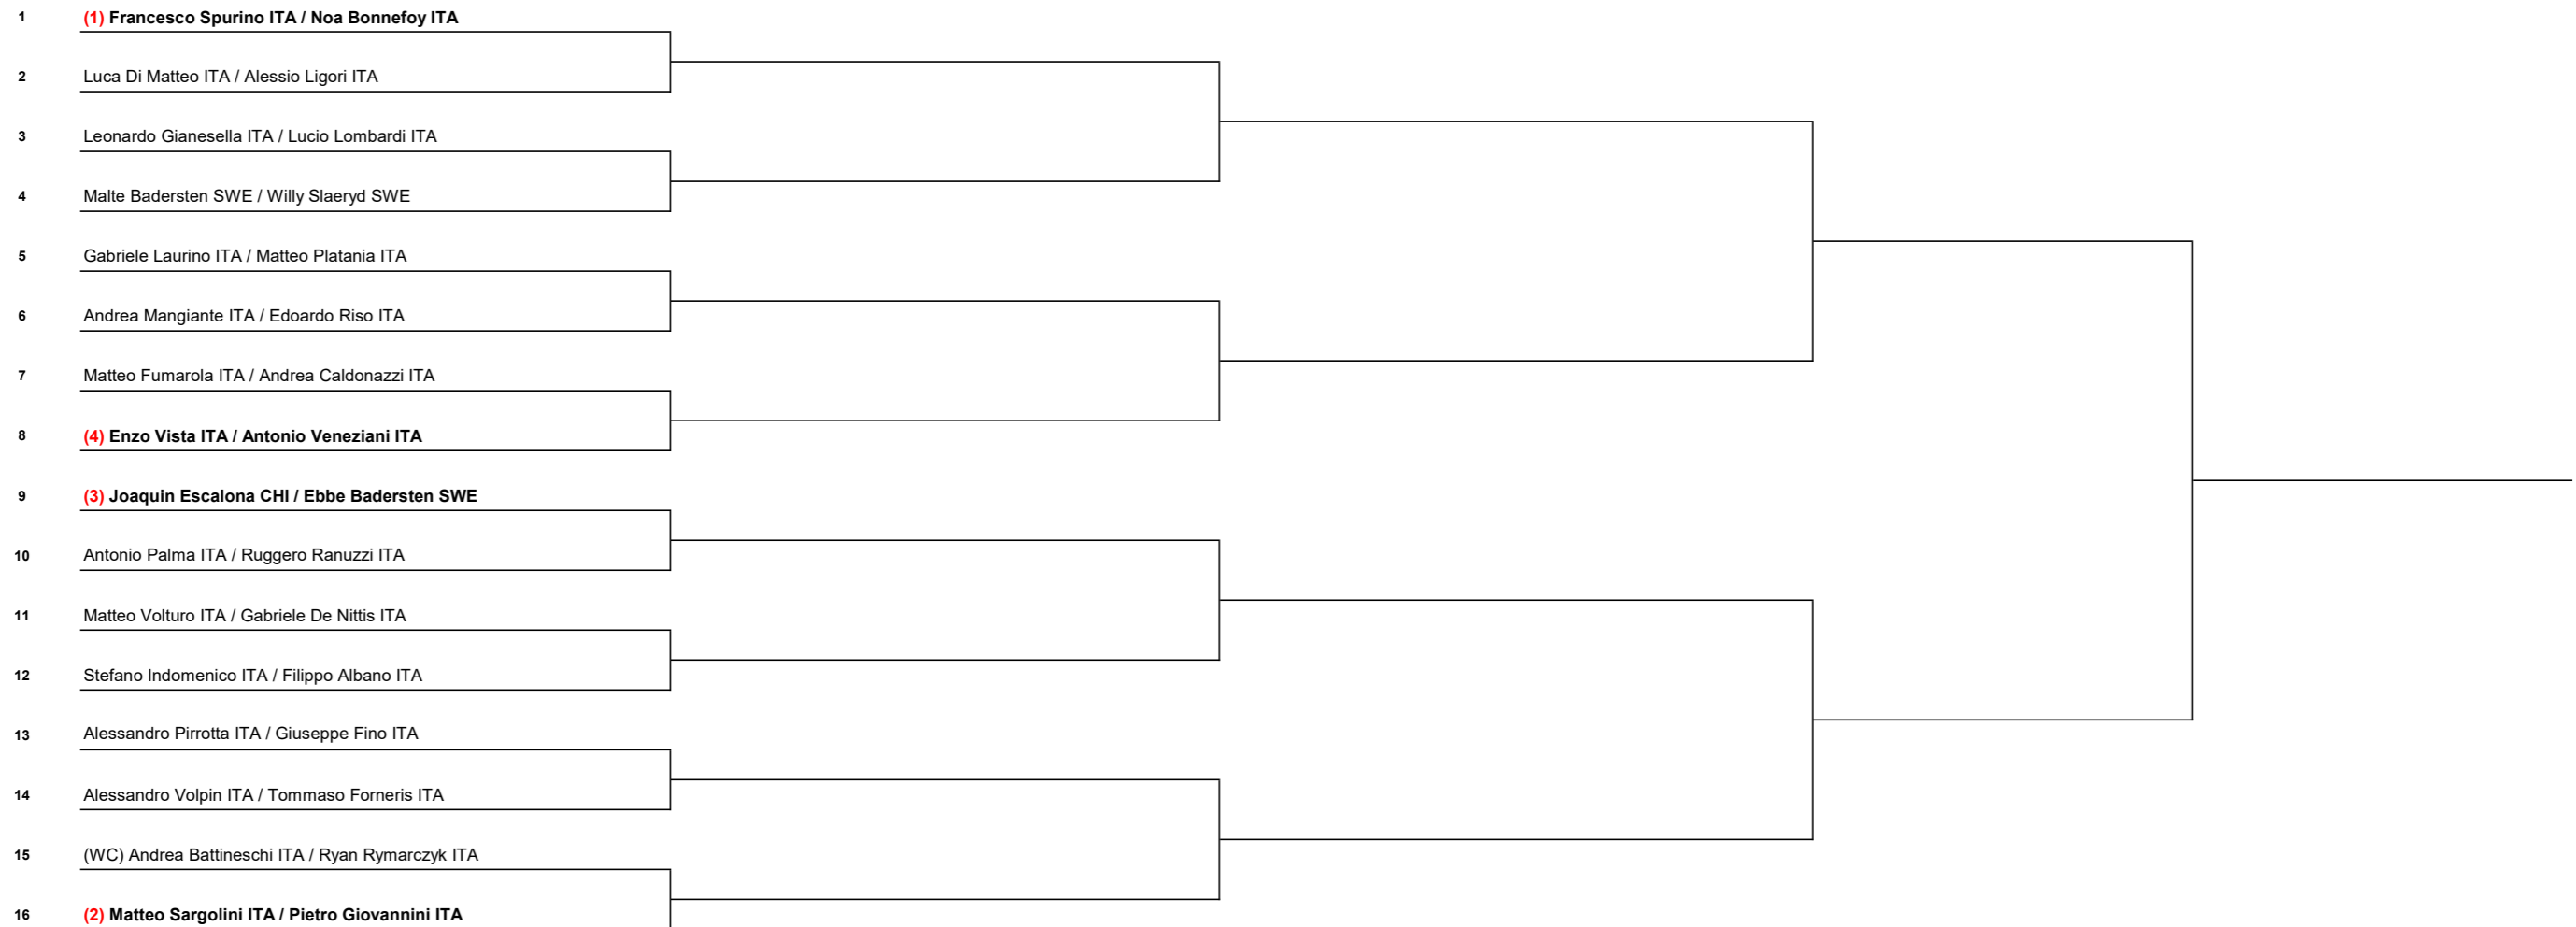 1 (1) Francesco Spurino ITA / Noa Bonnefoy ITA
2 Luca Di Matteo ITA / Alessio Ligori ITA
3 Leonardo Gianesella ITA / Lucio Lombardi ITA
4 Malte Badersten SWE / Willy Slaeryd SWE
5 Gabriele Laurino ITA / Matteo Platania ITA
6 Andrea Mangiante ITA / Edoardo Riso ITA
7 Matteo Fumarola ITA / Andrea Caldonazzi ITA
8 (4) Enzo Vista ITA / Antonio Veneziani ITA
9 (3) Joaquin Escalona CHI / Ebbe Badersten SWE
10 Antonio Palma ITA / Ruggero Ranuzzi ITA
11 Matteo Volturo ITA / Gabriele De Nittis ITA
12 Stefano Indomenico ITA / Filippo Albano ITA
13 Alessandro Pirrotta ITA / Giuseppe Fino ITA
14 Alessandro Volpin ITA / Tommaso Forneris ITA
15 (WC) Andrea Battineschi ITA / Ryan Rymarczyk ITA
16 (2) Matteo Sargolini ITA / Pietro Giovannini ITA